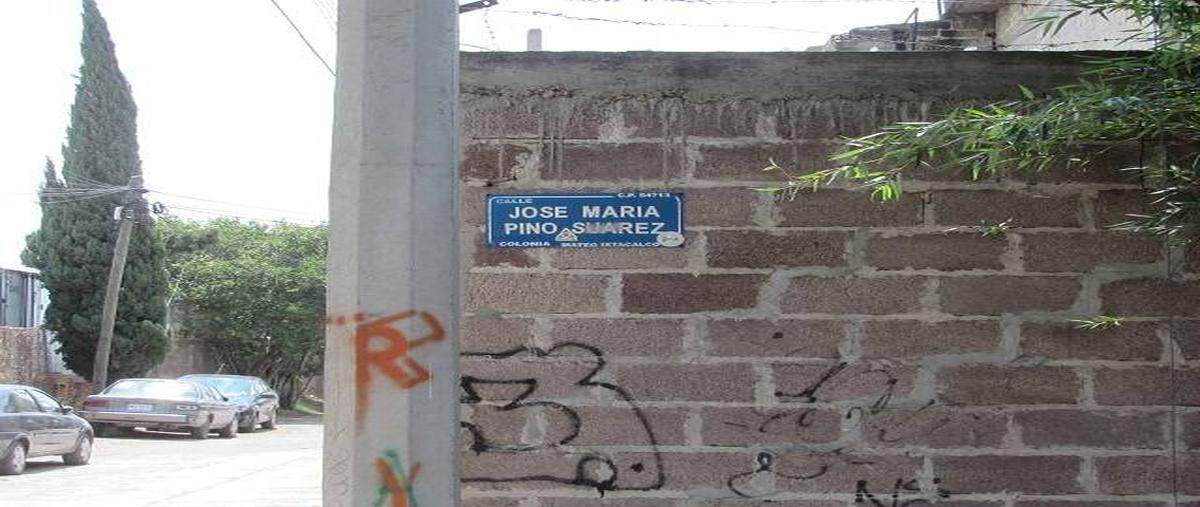 CALLE C.P. 54713
JOSE MARIA
PINO SUAREZ
COLONIA MATEO IXTACALCO
R